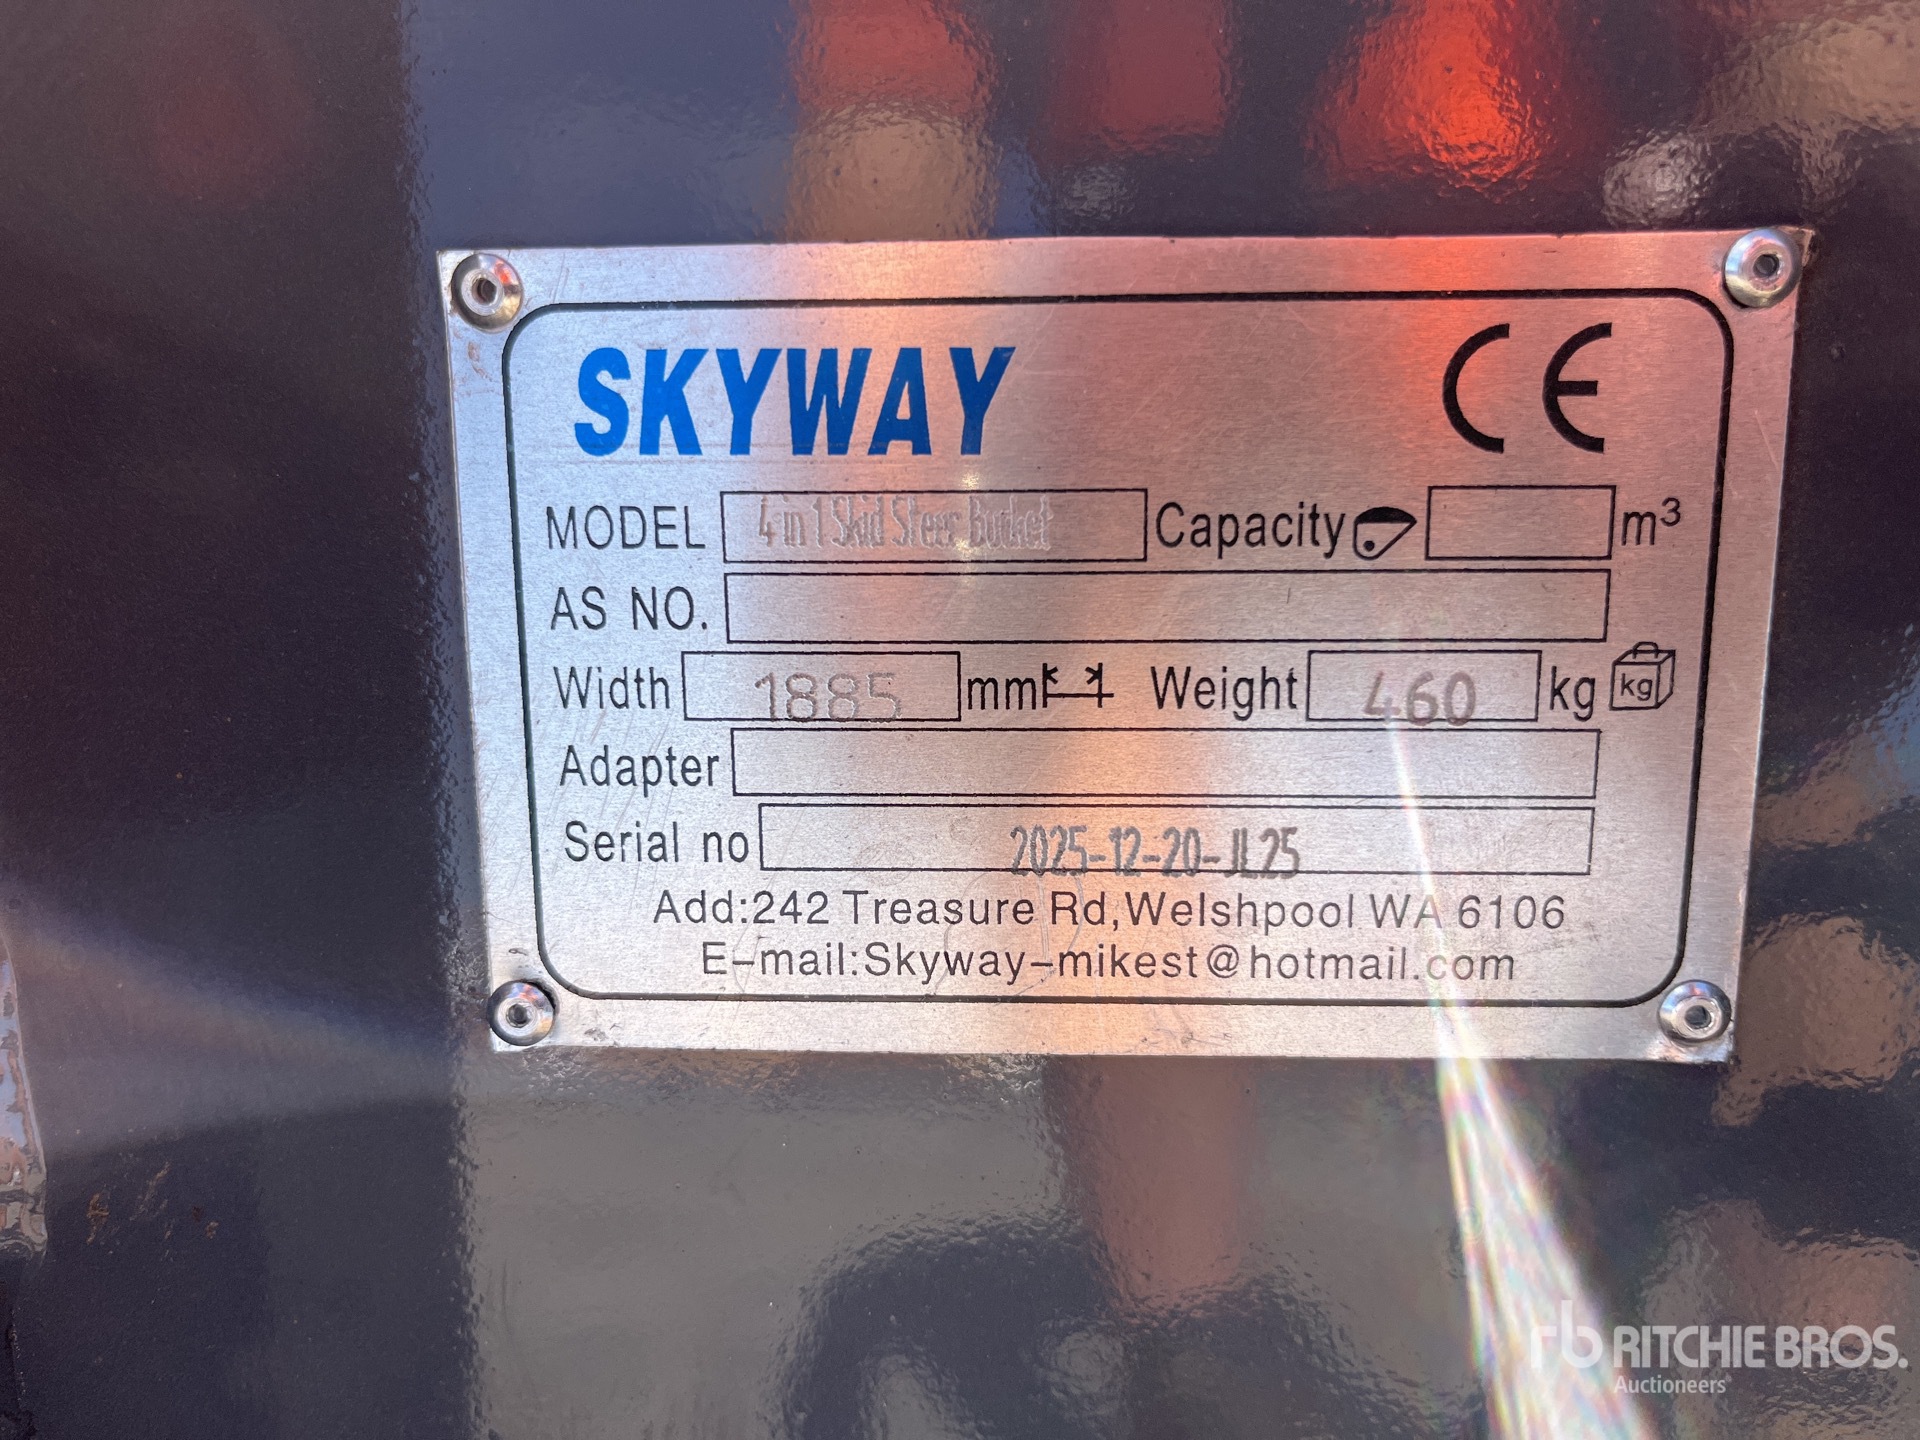 SKYWAY CE
MODEL 4 in 1 Skid Steer Bucket Capacity m³
AS NO.
Width 1885 mm Weight 460 kg kg
Adapter
Serial no 2025-12-20-JL25
Add:242 Treasure Rd,Welshpool WA 6106
E-mail:Skyway-mikest@hotmail.com
rb RITCHIE BROS.
Auctioneers